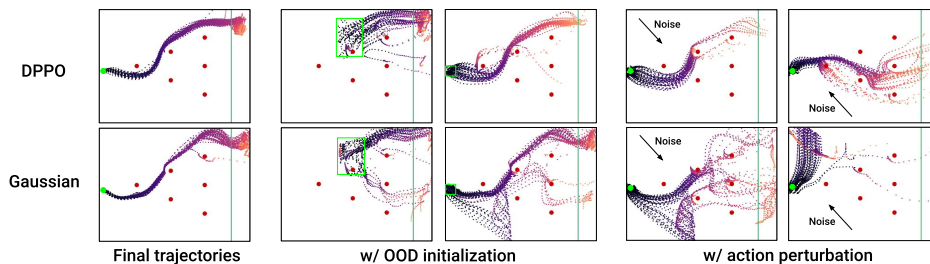 DPPO
Noise
Noise
Gaussian
Noise
Noise
Final trajectories
w/ OOD initialization
w/ action perturbation